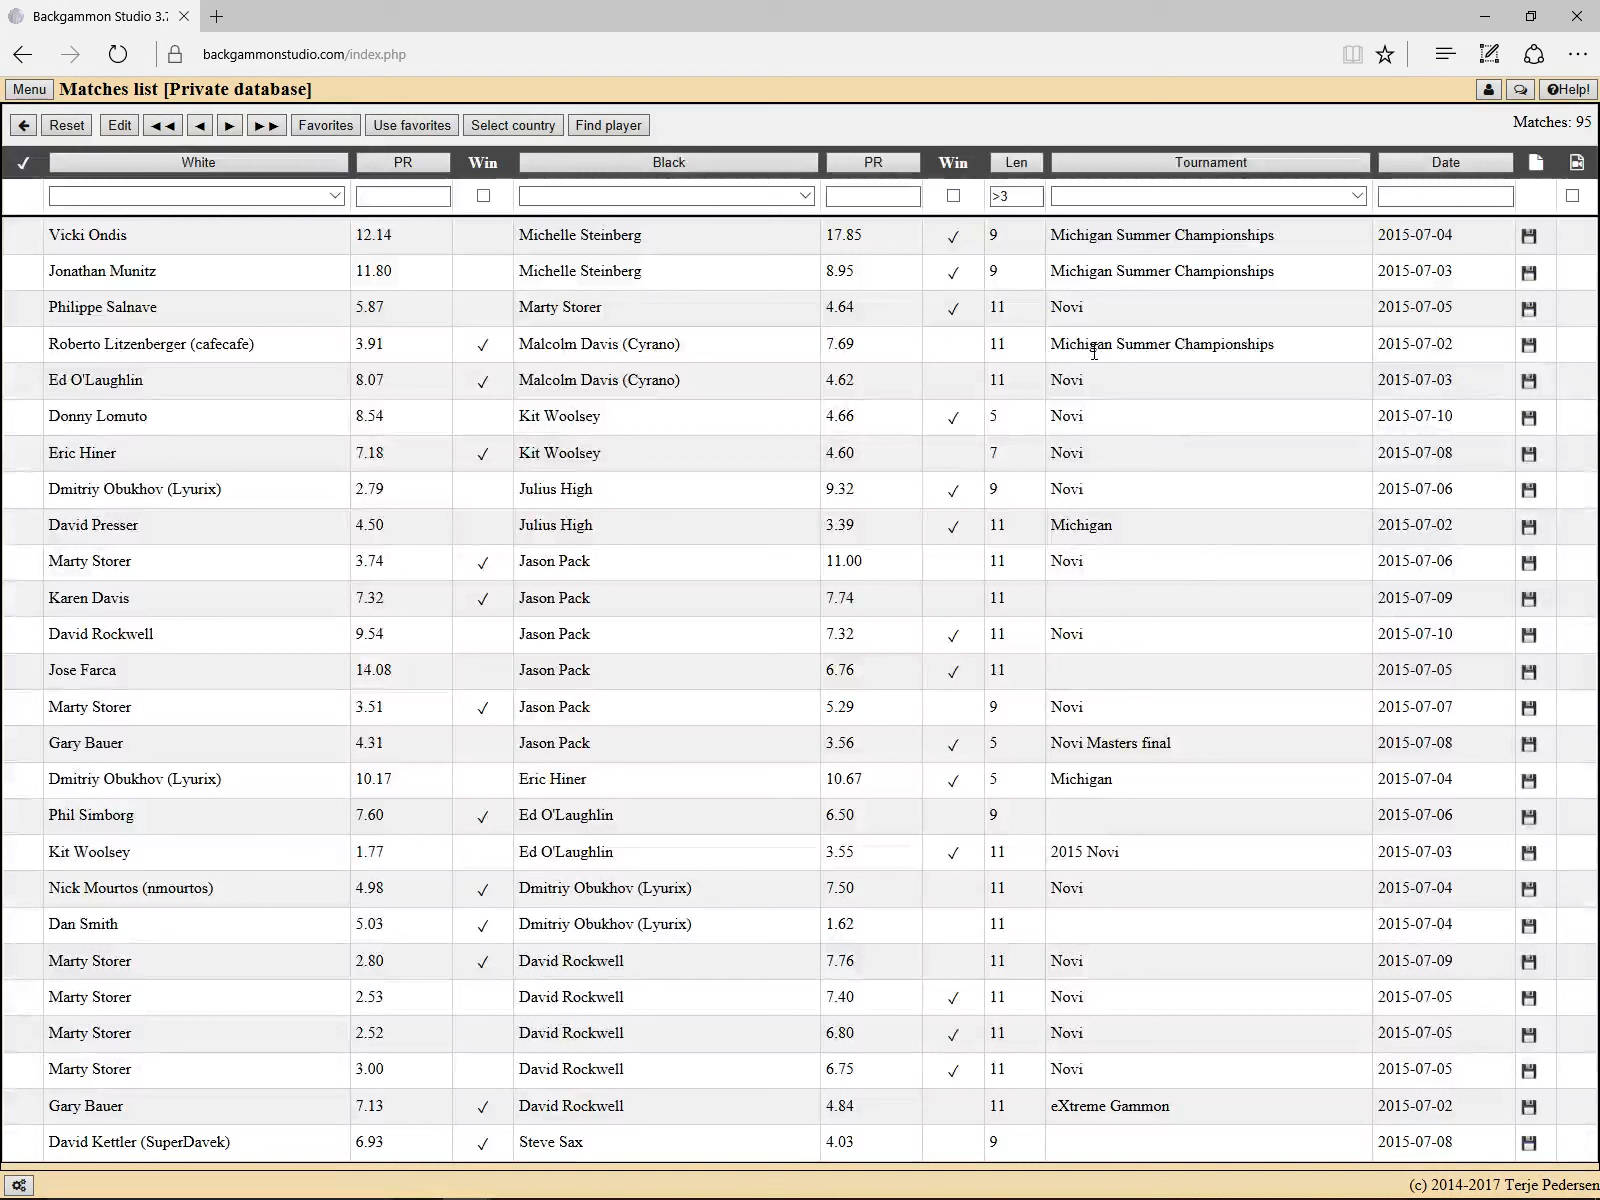 Backgammon Studio 3.7
backgammonstudio.com/index.php
Menu Matches list [Private database] Help!
Reset Edit Favorites Use favorites Select country Find player Matches: 95
White PR Win Black PR Win Len Tournament Date
>3
Vicki Ondis 12.14 Michelle Steinberg 17.85 ✓ 9 Michigan Summer Championships 2015-07-04
Jonathan Munitz 11.80 Michelle Steinberg 8.95 ✓ 9 Michigan Summer Championships 2015-07-03
Philippe Salnave 5.87 Marty Storer 4.64 ✓ 11 Novi 2015-07-05
Roberto Litzenberger (cafecafe) 3.91 ✓ Malcolm Davis (Cyrano) 7.69 11 Michigan Summer Championships 2015-07-02
Ed O'Laughlin 8.07 ✓ Malcolm Davis (Cyrano) 4.62 11 Novi 2015-07-03
Donny Lomuto 8.54 Kit Woolsey 4.66 ✓ 5 Novi 2015-07-10
Eric Hiner 7.18 ✓ Kit Woolsey 4.60 7 Novi 2015-07-08
Dmitriy Obukhov (Lyurix) 2.79 Julius High 9.32 ✓ 9 Novi 2015-07-06
David Presser 4.50 Julius High 3.39 ✓ 11 Michigan 2015-07-02
Marty Storer 3.74 ✓ Jason Pack 11.00 11 Novi 2015-07-06
Karen Davis 7.32 ✓ Jason Pack 7.74 11 2015-07-09
David Rockwell 9.54 Jason Pack 7.32 ✓ 11 Novi 2015-07-10
Jose Farca 14.08 Jason Pack 6.76 ✓ 11 2015-07-05
Marty Storer 3.51 ✓ Jason Pack 5.29 9 Novi 2015-07-07
Gary Bauer 4.31 Jason Pack 3.56 ✓ 5 Novi Masters final 2015-07-08
Dmitriy Obukhov (Lyurix) 10.17 Eric Hiner 10.67 ✓ 5 Michigan 2015-07-04
Phil Simborg 7.60 ✓ Ed O'Laughlin 6.50 9 2015-07-06
Kit Woolsey 1.77 Ed O'Laughlin 3.55 ✓ 11 2015 Novi 2015-07-03
Nick Mourtos (nmourtos) 4.98 ✓ Dmitriy Obukhov (Lyurix) 7.50 11 Novi 2015-07-04
Dan Smith 5.03 ✓ Dmitriy Obukhov (Lyurix) 1.62 11 2015-07-04
Marty Storer 2.80 ✓ David Rockwell 7.76 11 Novi 2015-07-09
Marty Storer 2.53 David Rockwell 7.40 ✓ 11 Novi 2015-07-05
Marty Storer 2.52 David Rockwell 6.80 ✓ 11 Novi 2015-07-05
Marty Storer 3.00 David Rockwell 6.75 ✓ 11 Novi 2015-07-05
Gary Bauer 7.13 ✓ David Rockwell 4.84 11 eXtreme Gammon 2015-07-02
David Kettler (SuperDavek) 6.93 ✓ Steve Sax 4.03 9 2015-07-08
(c) 2014-2017 Terje Pedersen